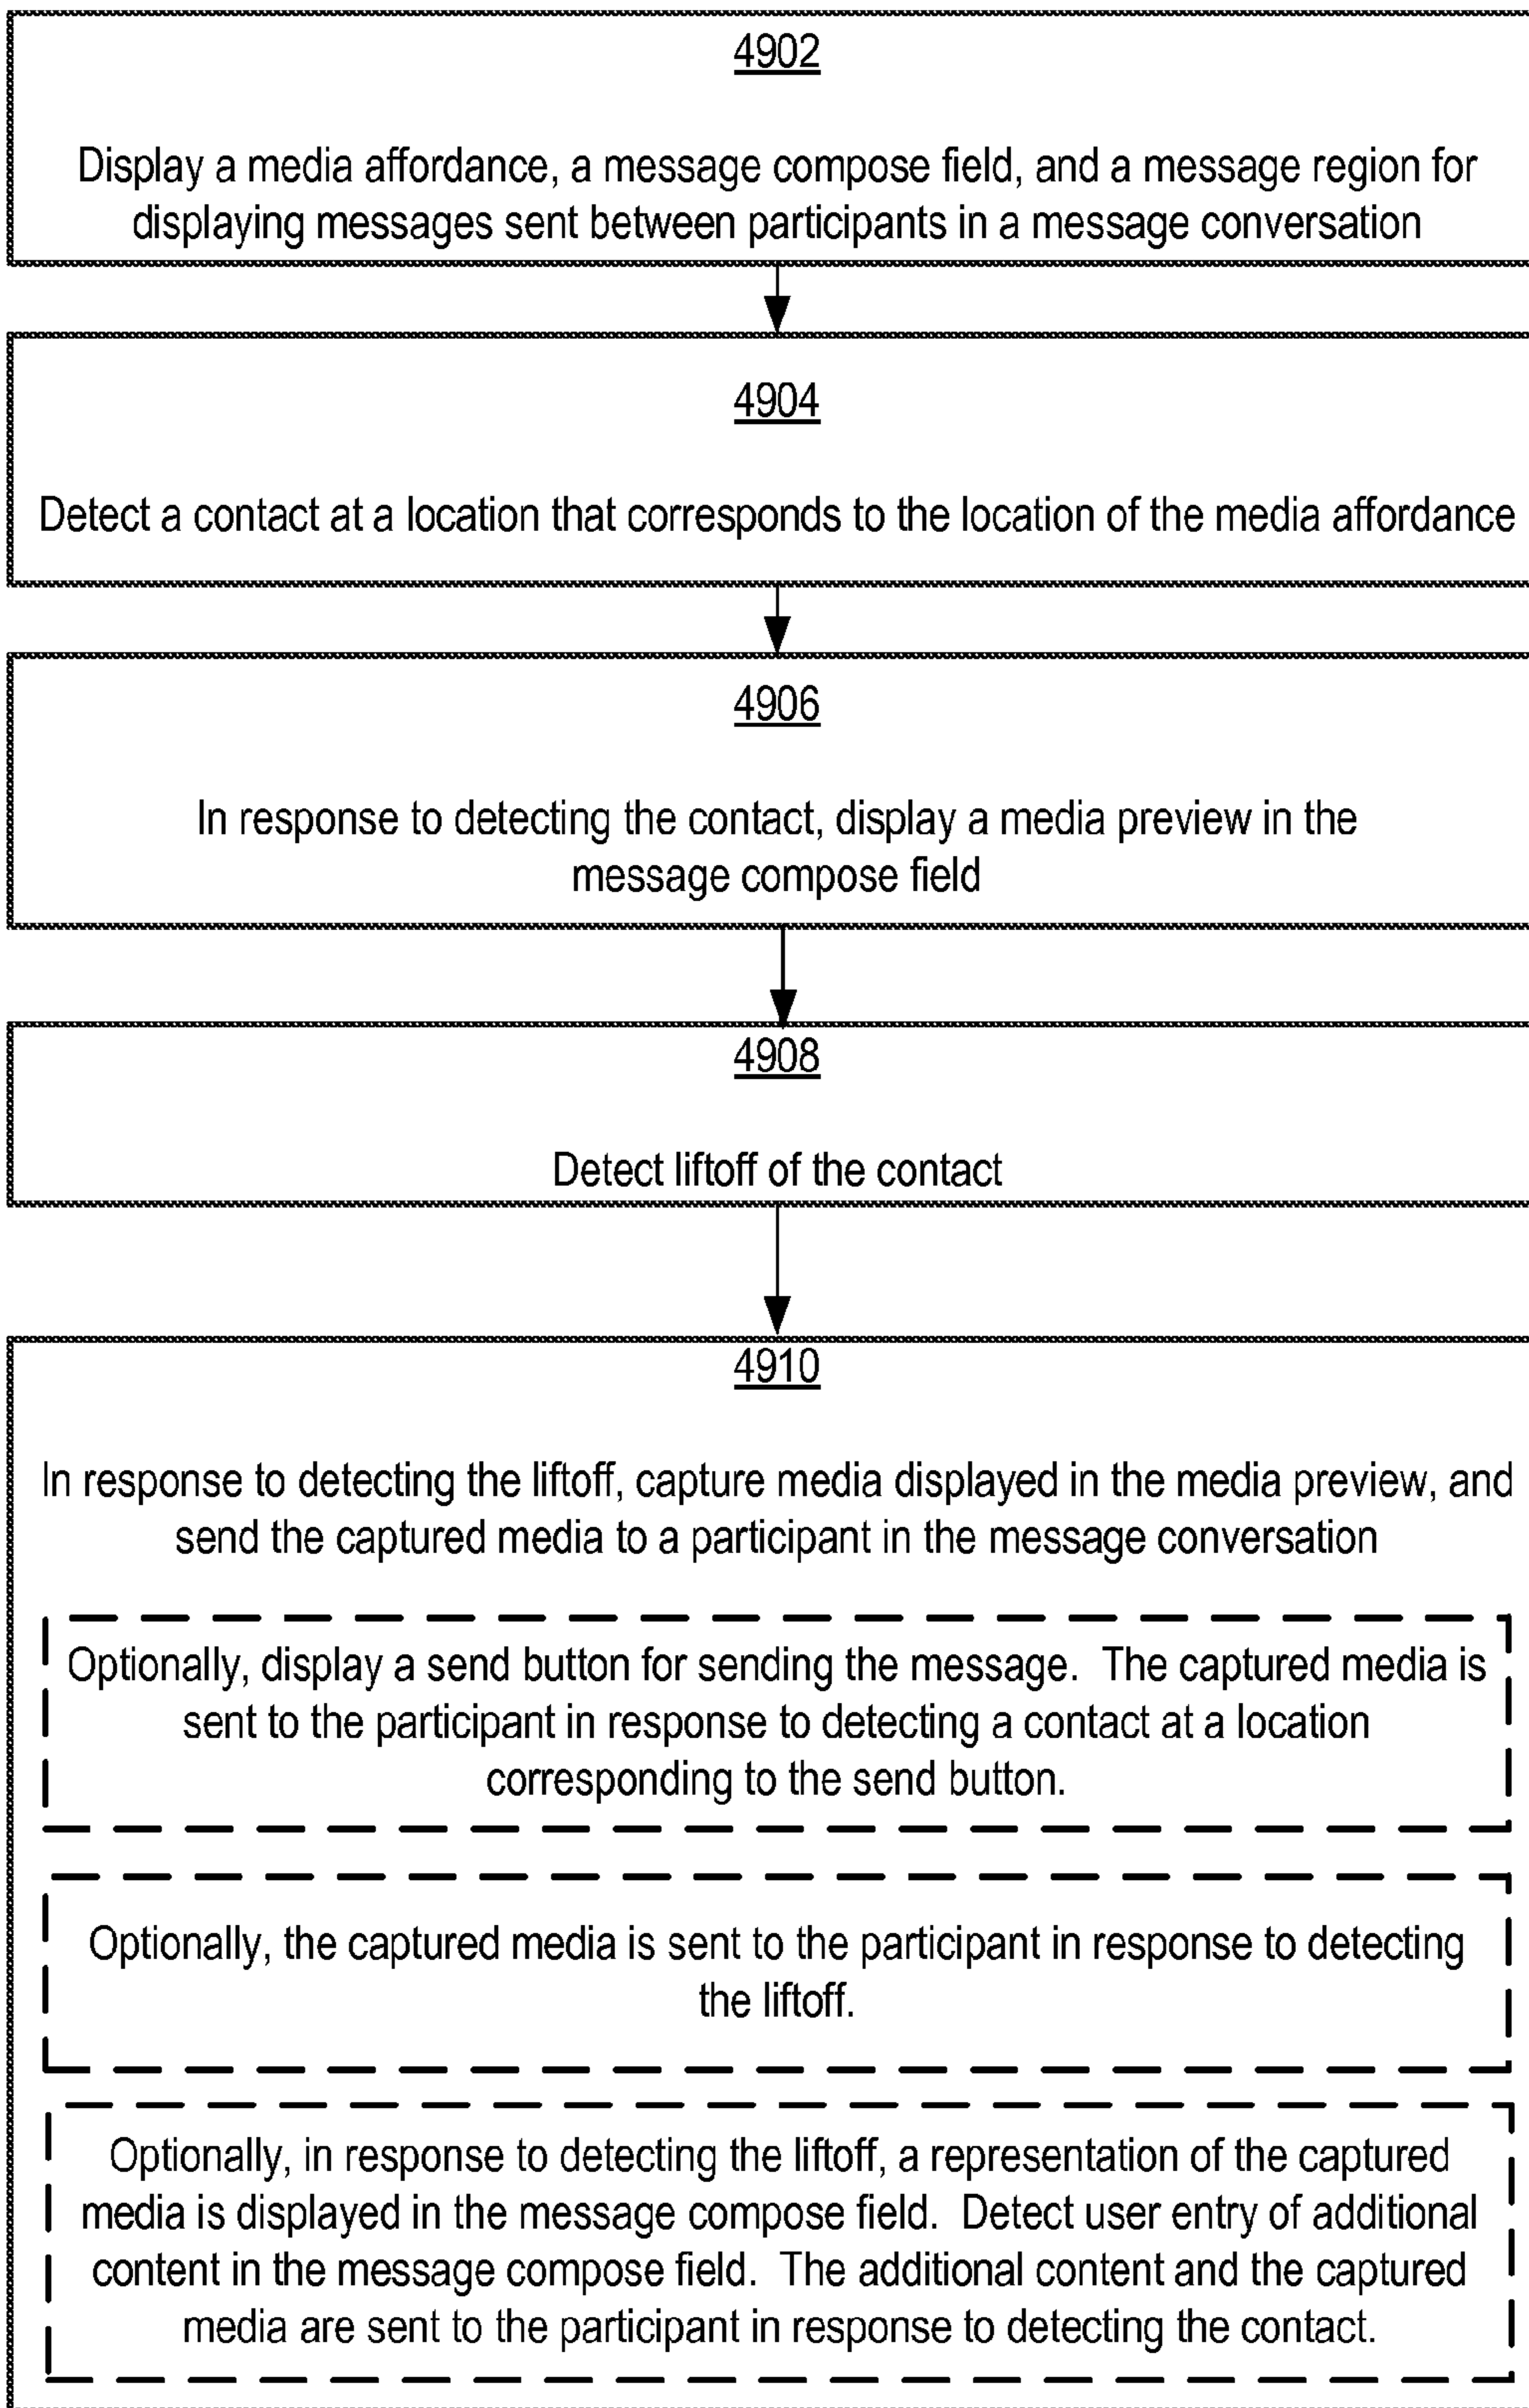 4902
Display a media affordance, a message compose field, and a message region for
displaying messages sent between participants in a message conversation
4904
Detect a contact at a location that corresponds to the location of the media affordance
4906
In response to detecting the contact, display a media preview in the
message compose field
4908
Detect liftoff of the contact
4910
In response to detecting the liftoff, capture media displayed in the media preview, and
send the captured media to a participant in the message conversation
Optionally, display a send button for sending the message. The captured media is
sent to the participant in response to detecting a contact at a location
corresponding to the send button.
Optionally, the captured media is sent to the participant in response to detecting
the liftoff.
Optionally, in response to detecting the liftoff, a representation of the captured
media is displayed in the message compose field. Detect user entry of additional
content in the message compose field. The additional content and the captured
media are sent to the participant in response to detecting the contact.